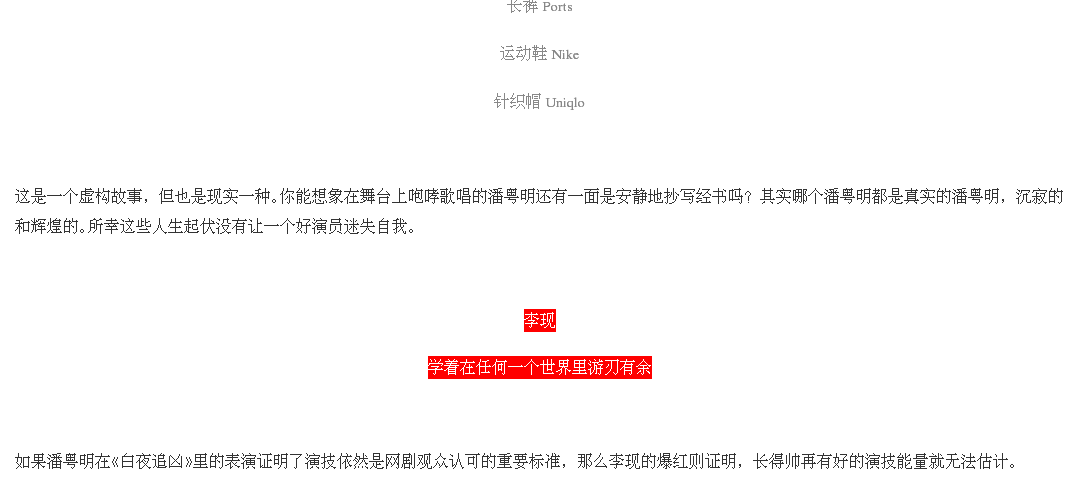 长裤 Ports
运动鞋 Nike
针织帽 Uniqlo
这是一个虚构故事，但也是现实一种。你能想象在舞台上咆哮歌唱的潘粤明还有一面是安静地抄写经书吗？其实哪个潘粤明都是真实的潘粤明，沉寂的
和辉煌的。所幸这些人生起伏没有让一个好演员迷失自我。
李现
学着在任何一个世界里游刃有余
如果潘粤明在《白夜追凶》里的表演证明了演技依然是网剧观众认可的重要标准，那么李现的爆红则证明，长得帅再有好的演技能量就无法估计。